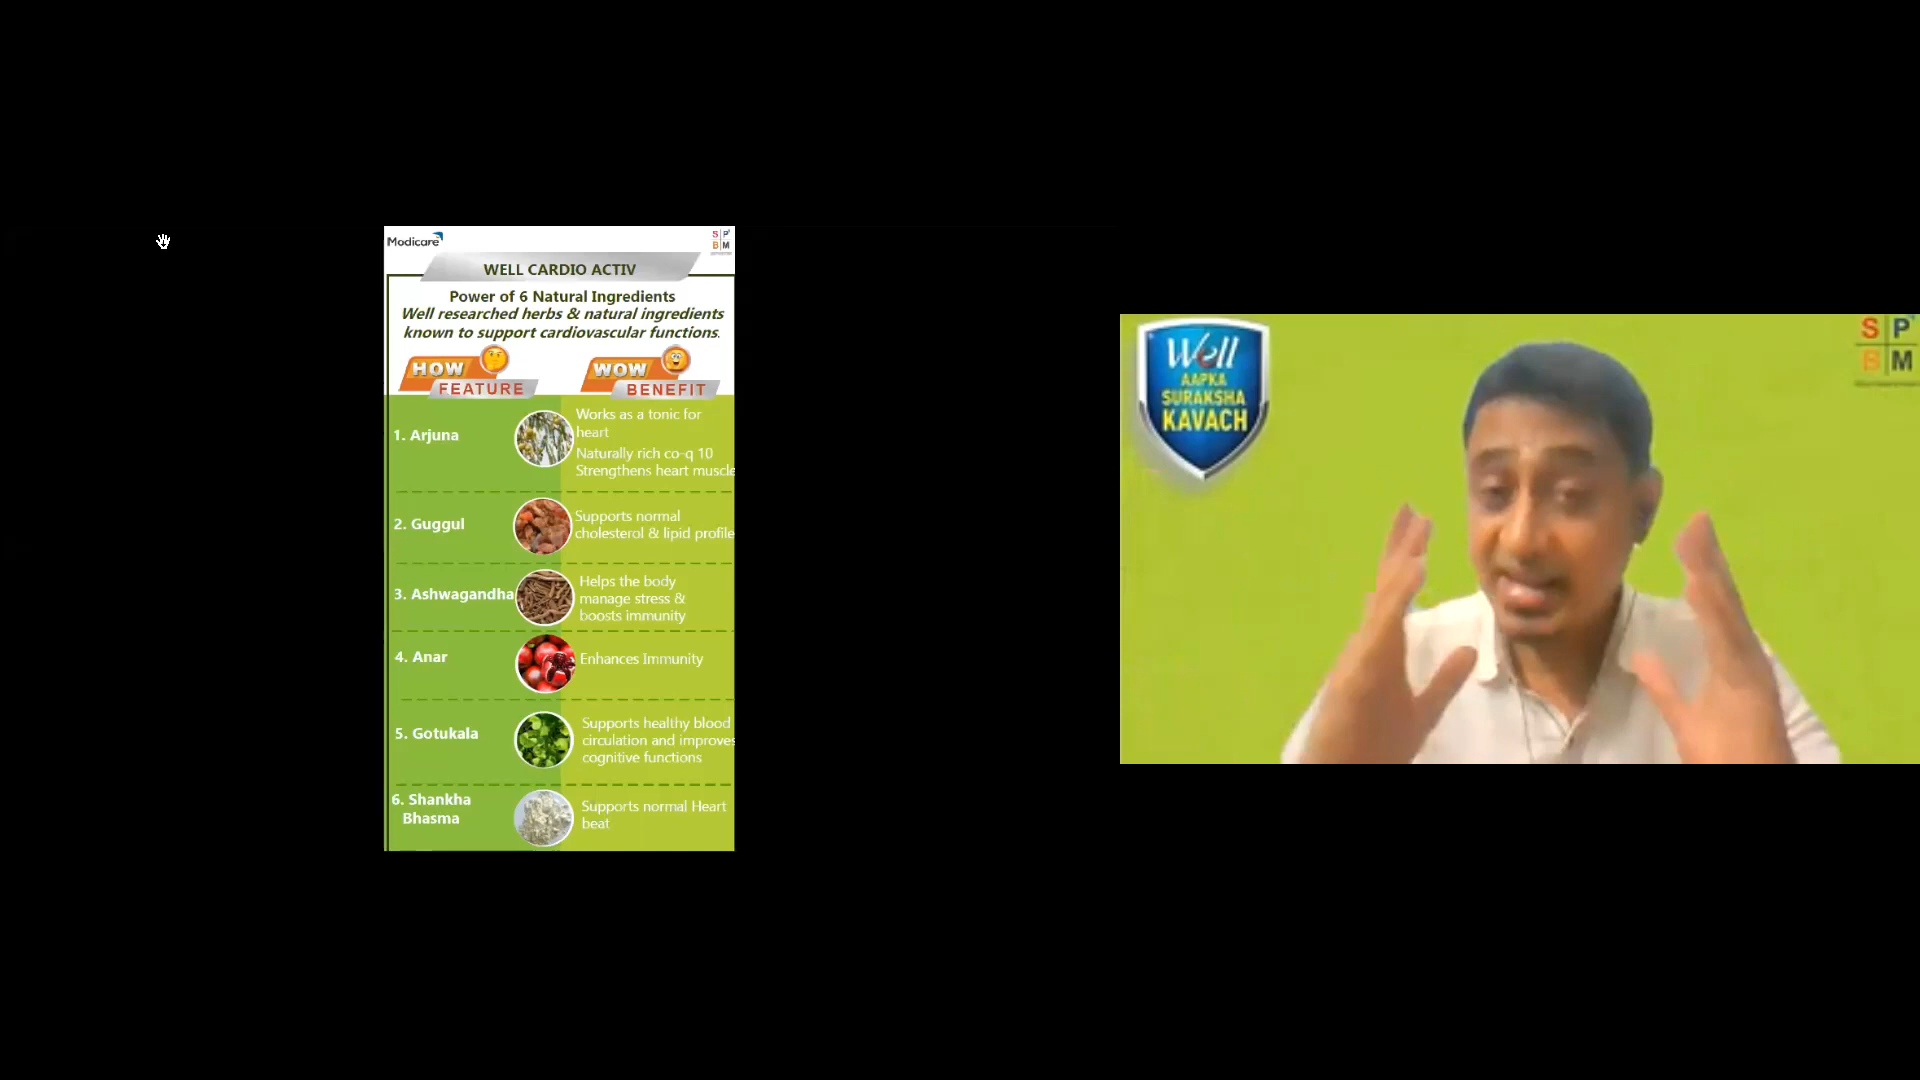 Modicare
S P
B M
WELL CARDIO ACTIV
Power of 6 Natural Ingredients
Well researched herbs & natural ingredients
known to support cardiovascular functions.
HOW
FEATURE
WOW
BENEFIT
1. Arjuna
Works as a tonic for
heart
Naturally rich co-q 10
Strengthens heart muscle
2. Guggul
Supports normal
cholesterol & lipid profile
3. Ashwagandha
Helps the body
manage stress &
boosts immunity
4. Anar
Enhances Immunity
5. Gotukala
Supports healthy blood
circulation and improves
cognitive functions
6. Shankha
Bhasma
Supports normal Heart
beat
Well
AAPKA
SURAKSHA
KAVACH
S P
B M